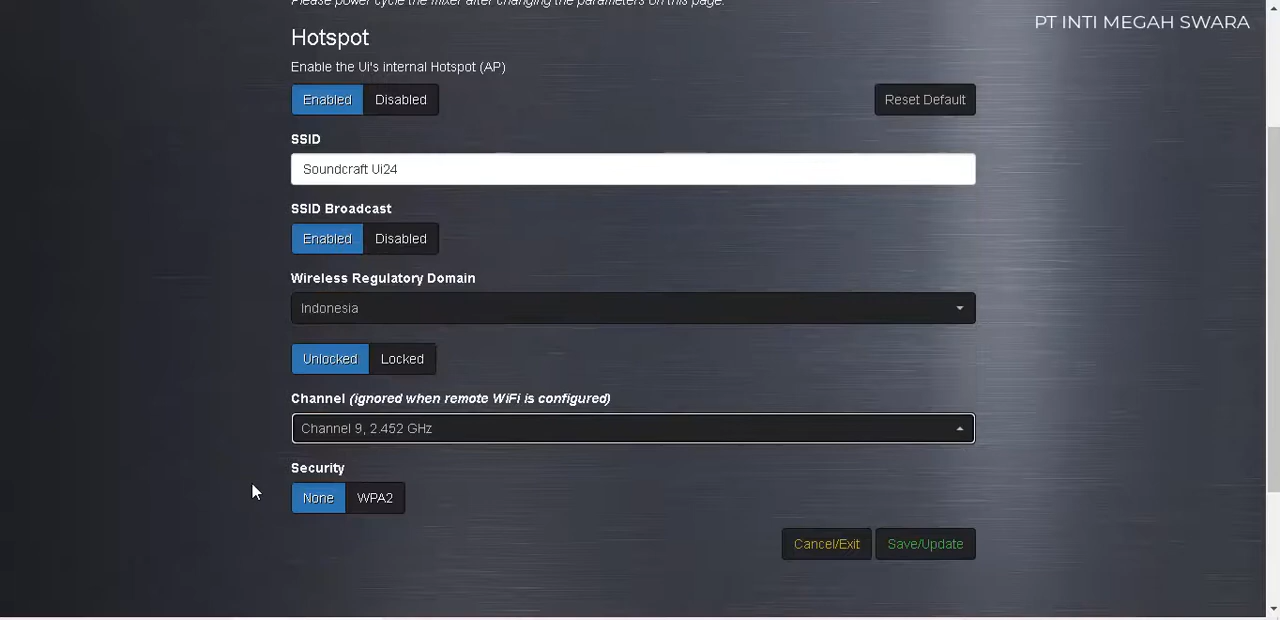 Please power cycle the mixer after changing the parameters on this page.
PT INTI MEGAH SWARA
Hotspot
Enable the Ui's internal Hotspot (AP)
Enabled Disabled
Reset Default
SSID
Soundcraft Ui24
SSID Broadcast
Enabled Disabled
Wireless Regulatory Domain
Indonesia
Unlocked Locked
Channel (ignored when remote WiFi is configured)
Channel 9, 2.452 GHz
Security
None WPA2
Cancel/Exit Save/Update